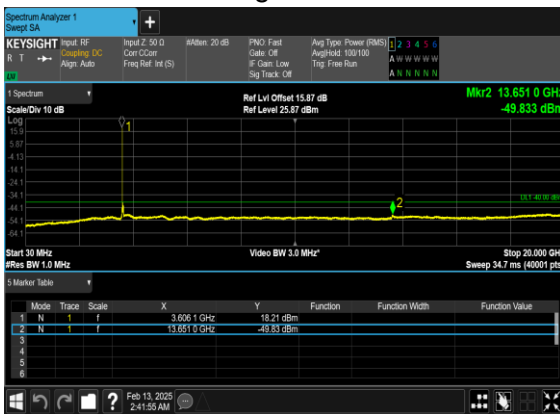 Spectrum Analyzer 1
Swept SA
+
KEYSIGHT
R T
LV
Input: RF
Coupling: DC
Align: Auto
Input Z: 50 Ω
Corr CCorr
Freq Ref: Int (S)
#Atten: 20 dB
PNO: Fast
Gate: Off
IF Gain: Low
Sig Track: Off
Avg Type: Power (RMS)
Avg|Hold: 100/100
Trig: Free Run
1 2 3 4 5 6
A W W W W W
A N N N N N
1 Spectrum
Scale/Div 10 dB
Ref Lvl Offset 15.87 dB
Ref Level 25.87 dBm
Mkr2 13.651 0 GHz
-49.833 dBm
Log
15.9
5.87
-4.13
-14.1
-24.1
-34.1
-44.1
-54.1
-64.1
1
2
DL1 -40.00 dBm
Start 30 MHz
#Res BW 1.0 MHz
Video BW 3.0 MHz*
Stop 20.000 GHz
Sweep 34.7 ms (40001 pts)
5 Marker Table
Mode Trace Scale X Y Function Function Width Function Value
1 N 1 f 3.606 1 GHz 18.21 dBm
2 N 1 f 13.651 0 GHz -49.83 dBm
3
4
5
6
?
Feb 13, 2025
2:41:55 AM